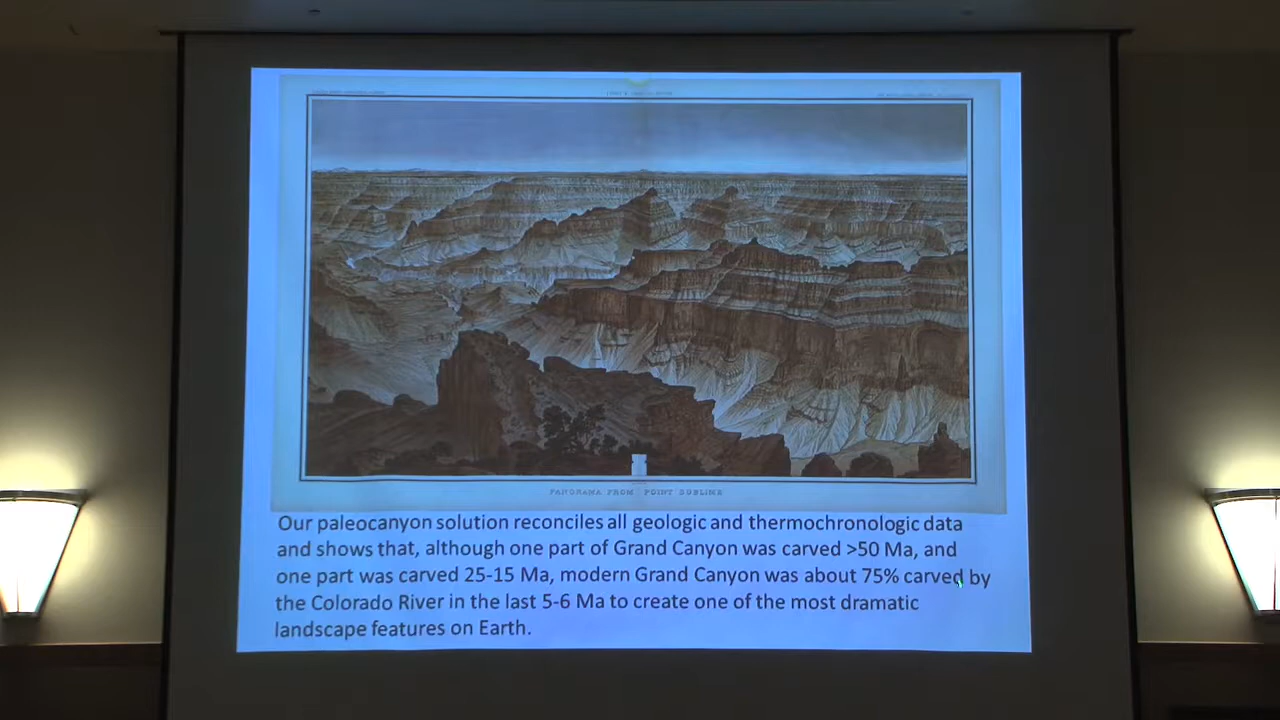 PANORAMA FROM POINT SUBLIME
Our paleocanyon solution reconciles all geologic and thermochronologic data
and shows that, although one part of Grand Canyon was carved >50 Ma, and
one part was carved 25-15 Ma, modern Grand Canyon was about 75% carved by
the Colorado River in the last 5-6 Ma to create one of the most dramatic
landscape features on Earth.